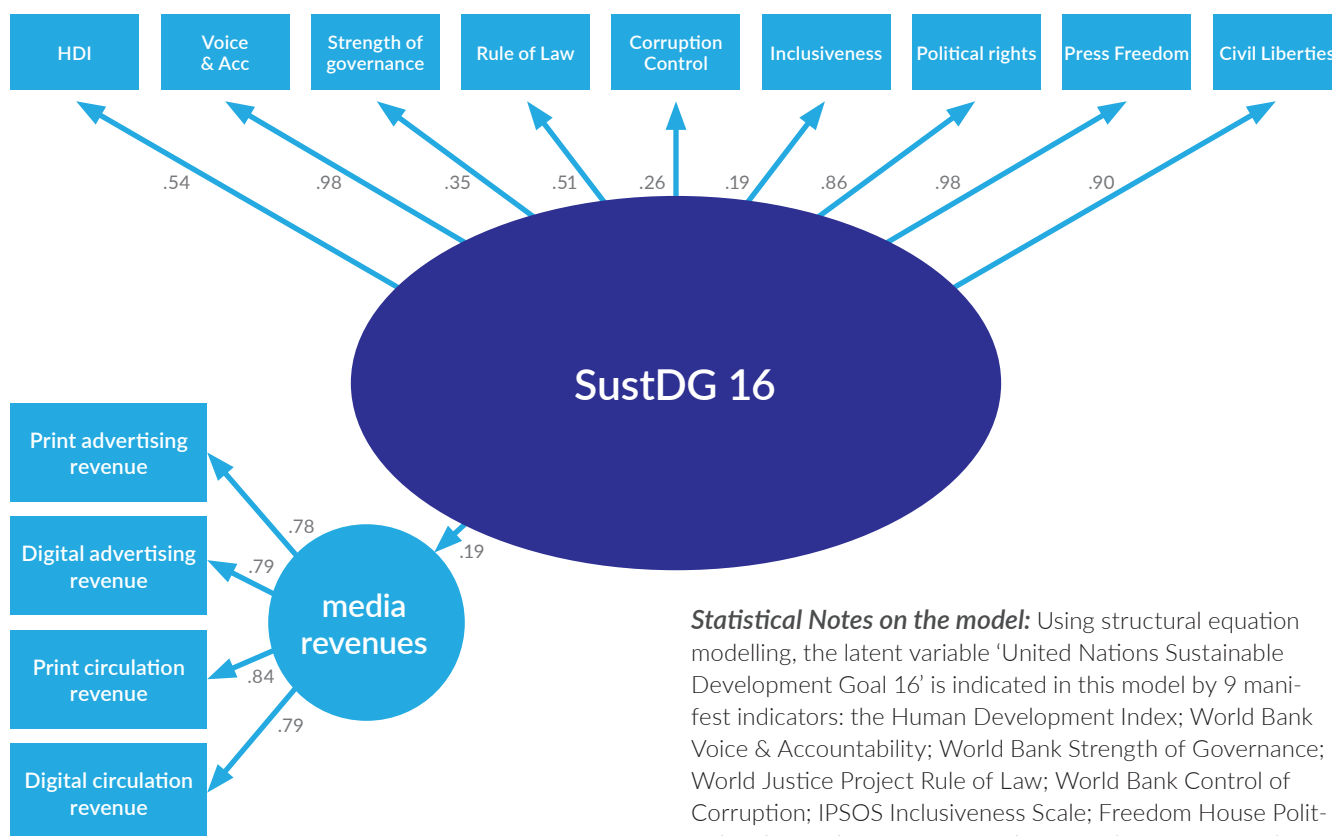 HDI
Voice
& Acc
Strength of
governance
Rule of Law
Corruption
Control
Inclusiveness
Political rights
Press Freedom
Civil Liberties
.54
.98
.35
.51
.26
.19
.86
.98
.90
SustDG 16
Print advertising
revenue
Digital advertising
revenue
Print circulation
revenue
Digital circulation
revenue
.78
.79
.84
.79
.19
media
revenues
Statistical Notes on the model: Using structural equation
modelling, the latent variable ‘United Nations Sustainable
Development Goal 16’ is indicated in this model by 9 mani-
fest indicators: the Human Development Index; World Bank
Voice & Accountability; World Bank Strength of Governance;
World Justice Project Rule of Law; World Bank Control of
Corruption; IPSOS Inclusiveness Scale; Freedom House Polit-